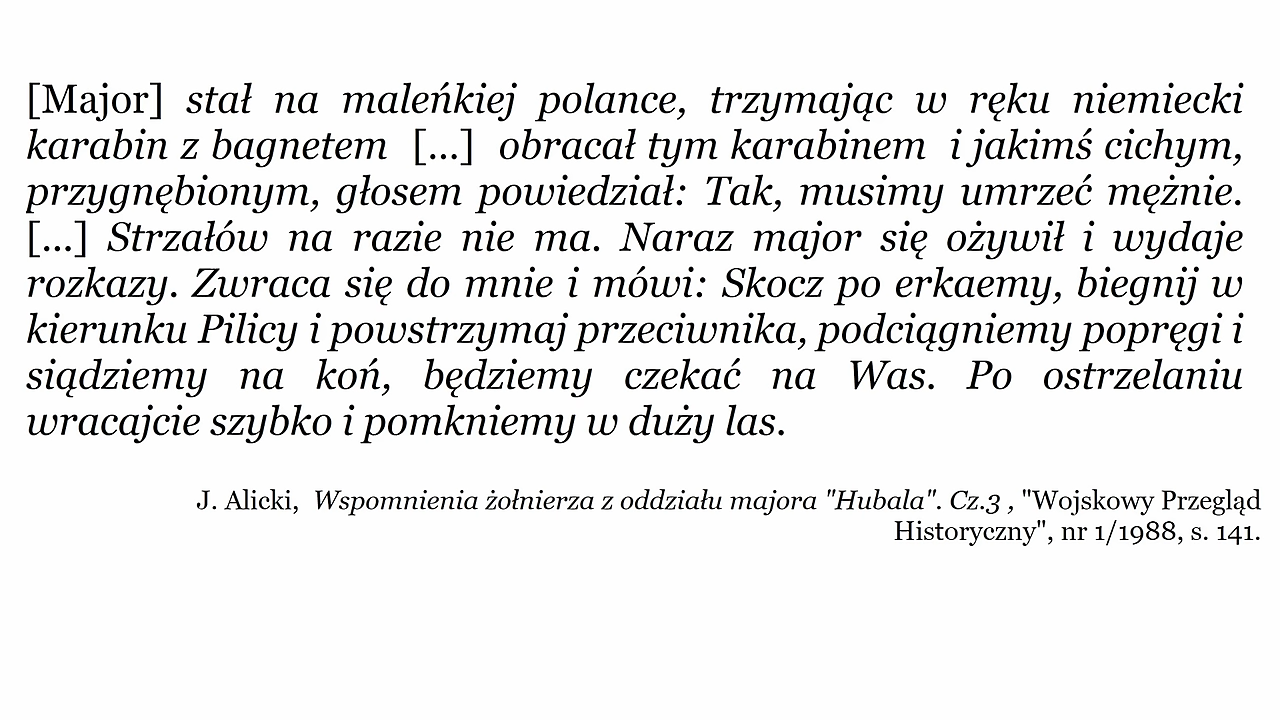 [Major] stał na maleńkiej polance, trzymając w ręku niemiecki
karabin z bagnetem [...] obracał tym karabinem i jakimś cichym,
przygnębionym, głosem powiedział: Tak, musimy umrzeć mężnie.
[...] Strzałów na razie nie ma. Naraz major się ożywił i wydaje
rozkazy. Zwraca się do mnie i mówi: Skocz po erkaemy, biegnij w
kierunku Pilicy i powstrzymaj przeciwnika, podciągniemy popręgi i
siądziemy na koń, będziemy czekać na Was. Po ostrzelaniu
wracajcie szybko i pomkniemy w duży las.
J. Alicki, Wspomnienia żołnierza z oddziału majora "Hubala". Cz.3 , "Wojskowy Przegląd
Historyczny", nr 1/1988, s. 141.